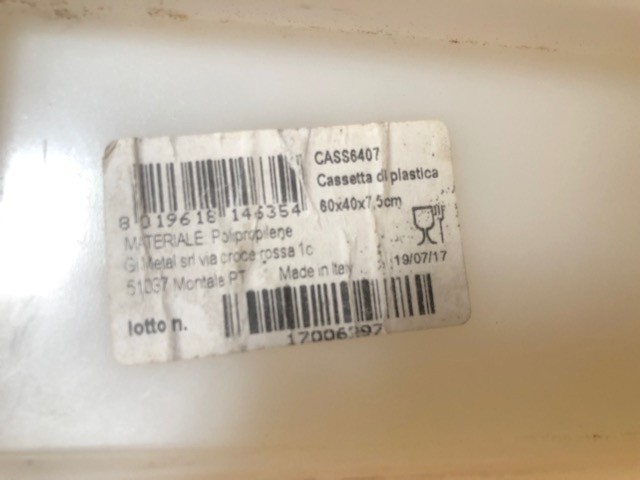 CASS6407
Cassetta di plastica
60x40x7,5cm
8 019618 146354
MATERIALE: Polipropilene
Gi.Metal srl via croce rossa 1c
51037 Montale PT Made in Italy
19/07/17
lotto n.
17006297